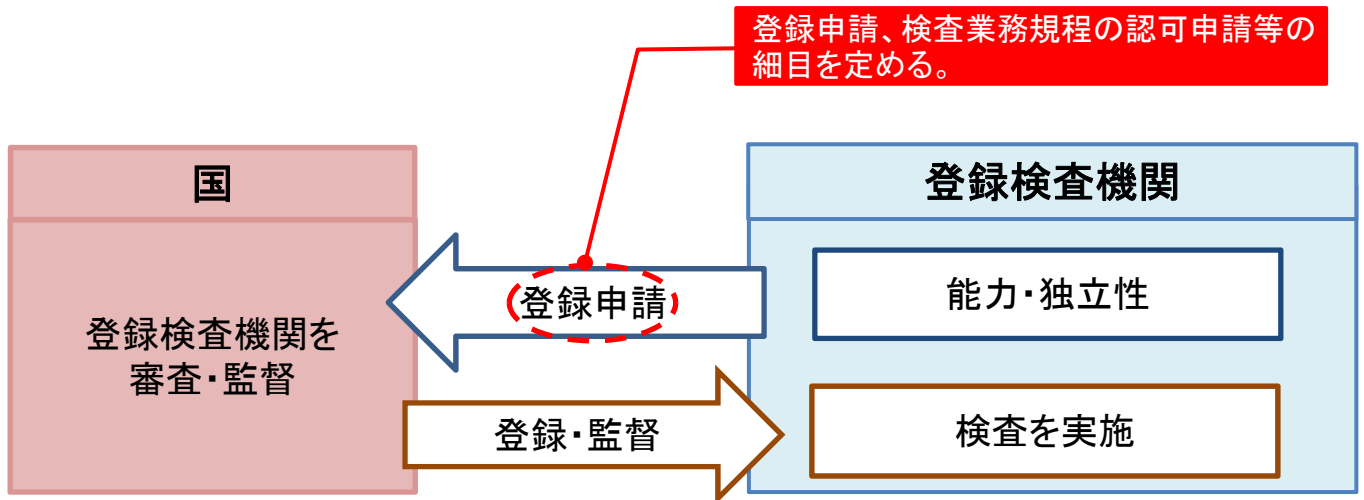 登録申請、検査業務規程の認可申請等の
細目を定める。
国
登録検査機関を
審査・監督
登録申請
登録・監督
登録検査機関
能力・独立性
検査を実施